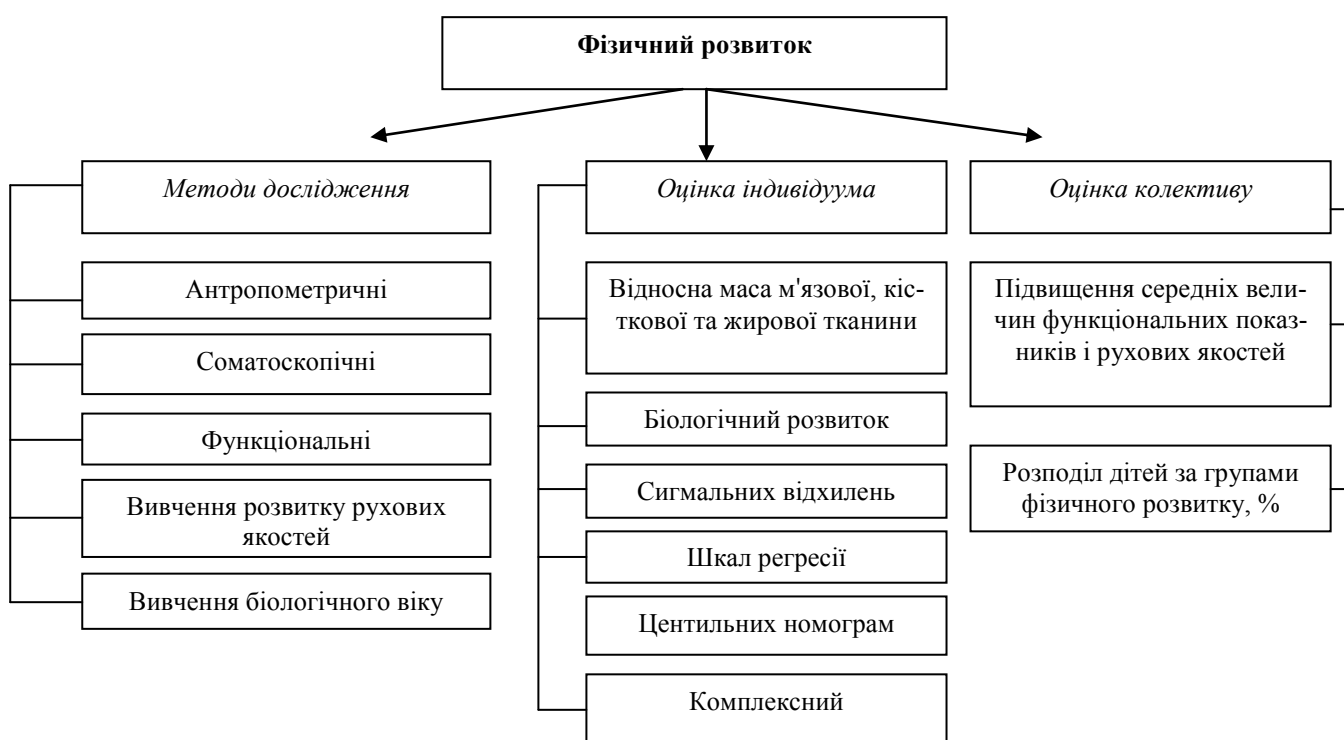 Фізичний розвиток
Методи дослідження
Антропометричні
Соматоскопічні
Функціональні
Вивчення розвитку рухових
якостей
Вивчення біологічного віку
Оцінка індивідуума
Відносна маса м'язової, кіс-
ткової та жирової тканини
Біологічний розвиток
Сигмальних відхилень
Шкал регресії
Центильних номограм
Комплексний
Оцінка колективу
Підвищення середніх вели-
чин функціональних показ-
ників і рухових якостей
Розподіл дітей за групами
фізичного розвитку, %